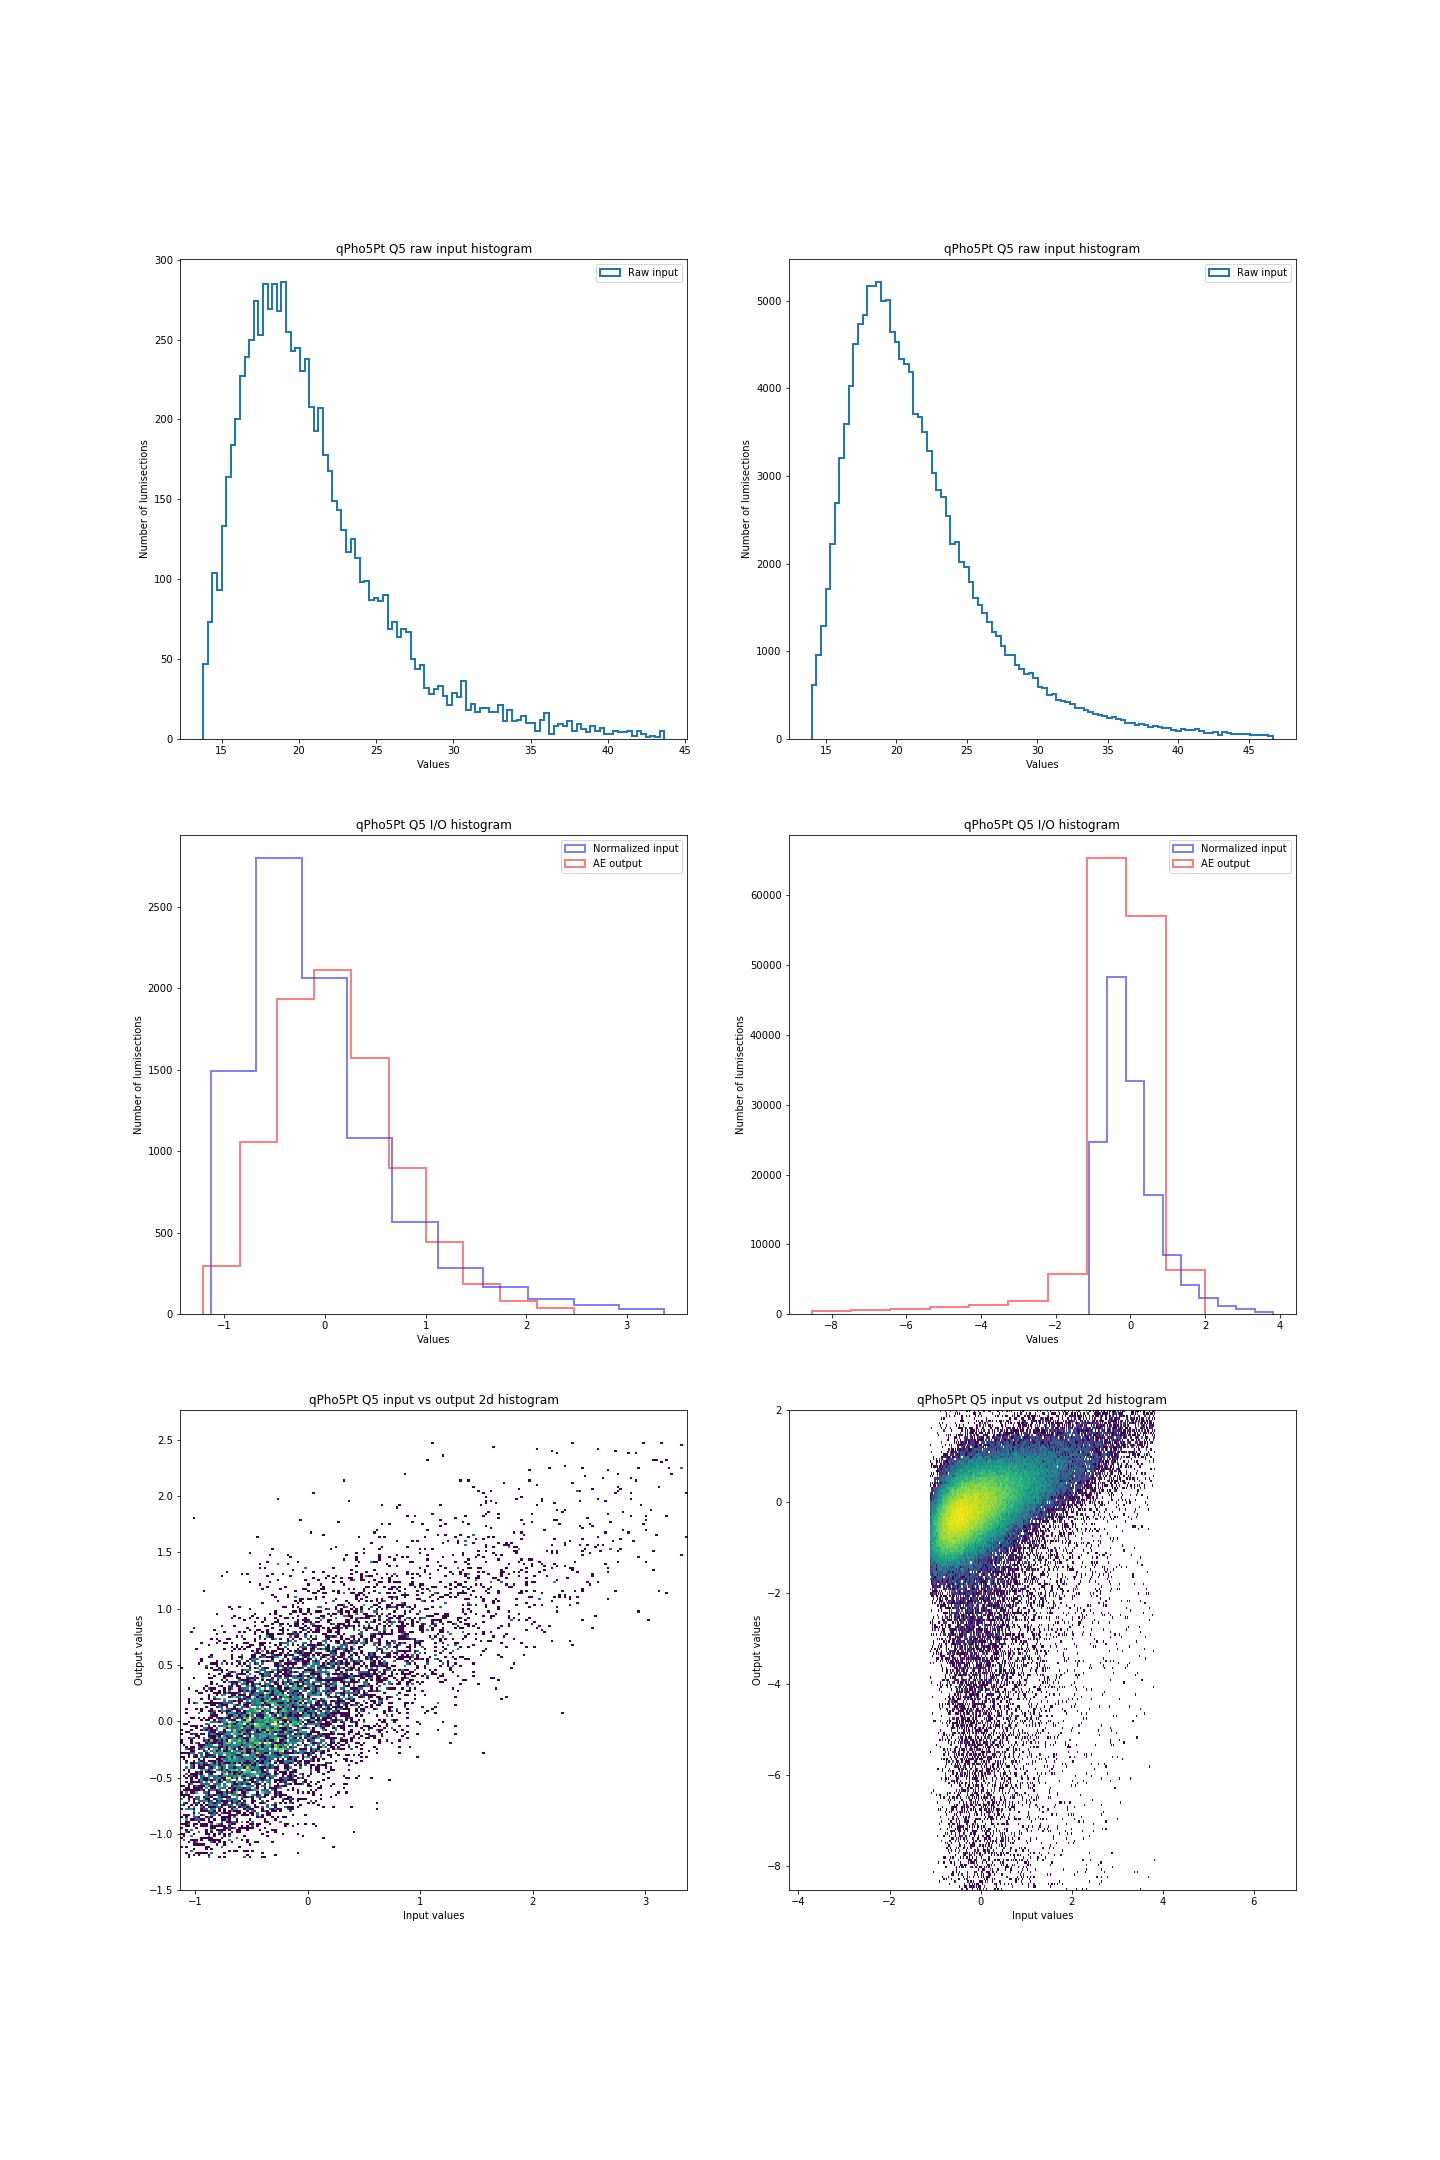 qPho5Pt Q5 raw input histogram
Raw input
300
250
200
150
100
50
0
Number of lumisections
15 20 25 30 35 40 45
Values
qPho5Pt Q5 raw input histogram
Raw input
5000
4000
3000
2000
1000
0
Number of lumisections
15 20 25 30 35 40 45
Values
qPho5Pt Q5 I/O histogram
Normalized input
AE output
2500
2000
1500
1000
500
0
Number of lumisections
−1 0 1 2 3
Values
qPho5Pt Q5 I/O histogram
Normalized input
AE output
60000
50000
40000
30000
20000
10000
0
Number of lumisections
−8 −6 −4 −2 0 2 4
Values
qPho5Pt Q5 input vs output 2d histogram
2.5
2.0
1.5
1.0
0.5
0.0
−0.5
−1.0
−1.5
Output values
−1 0 1 2 3
Input values
qPho5Pt Q5 input vs output 2d histogram
2
0
−2
−4
−6
−8
Output values
−4 −2 0 2 4 6
Input values